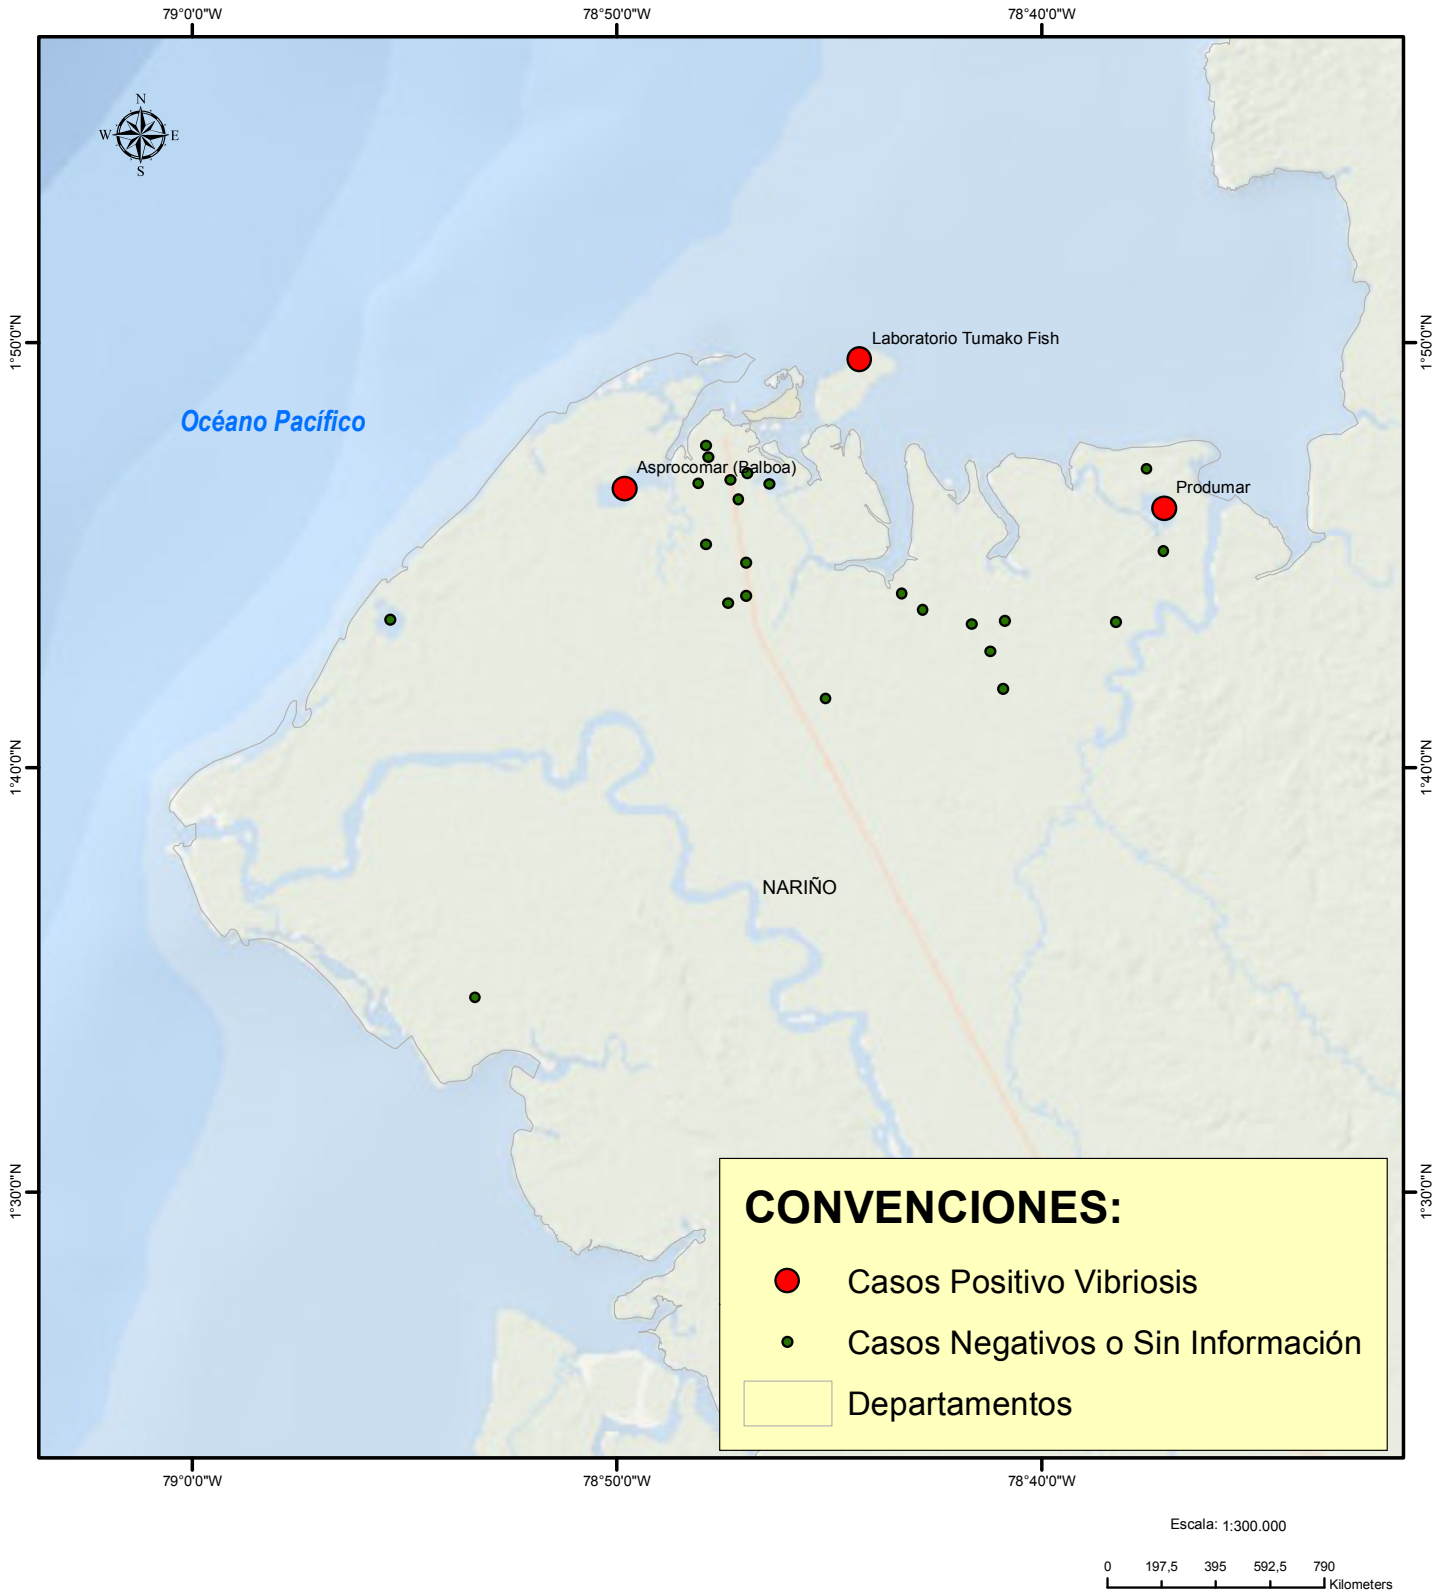 79°0'0"W 78°50'0"W 78°40'0"W
N
W E
S
1°50'0"N 1°50'0"N
Laboratorio Tumako Fish
Océano Pacífico
Asprocomar (Balboa)
Produmar
1°40'0"N 1°40'0"N
NARIÑO
1°30'0"N 1°30'0"N
CONVENCIONES:
Casos Positivo Vibriosis
Casos Negativos o Sin Información
Departamentos
79°0'0"W 78°50'0"W 78°40'0"W
Escala: 1:300.000
0 197,5 395 592,5 790
Kilometers